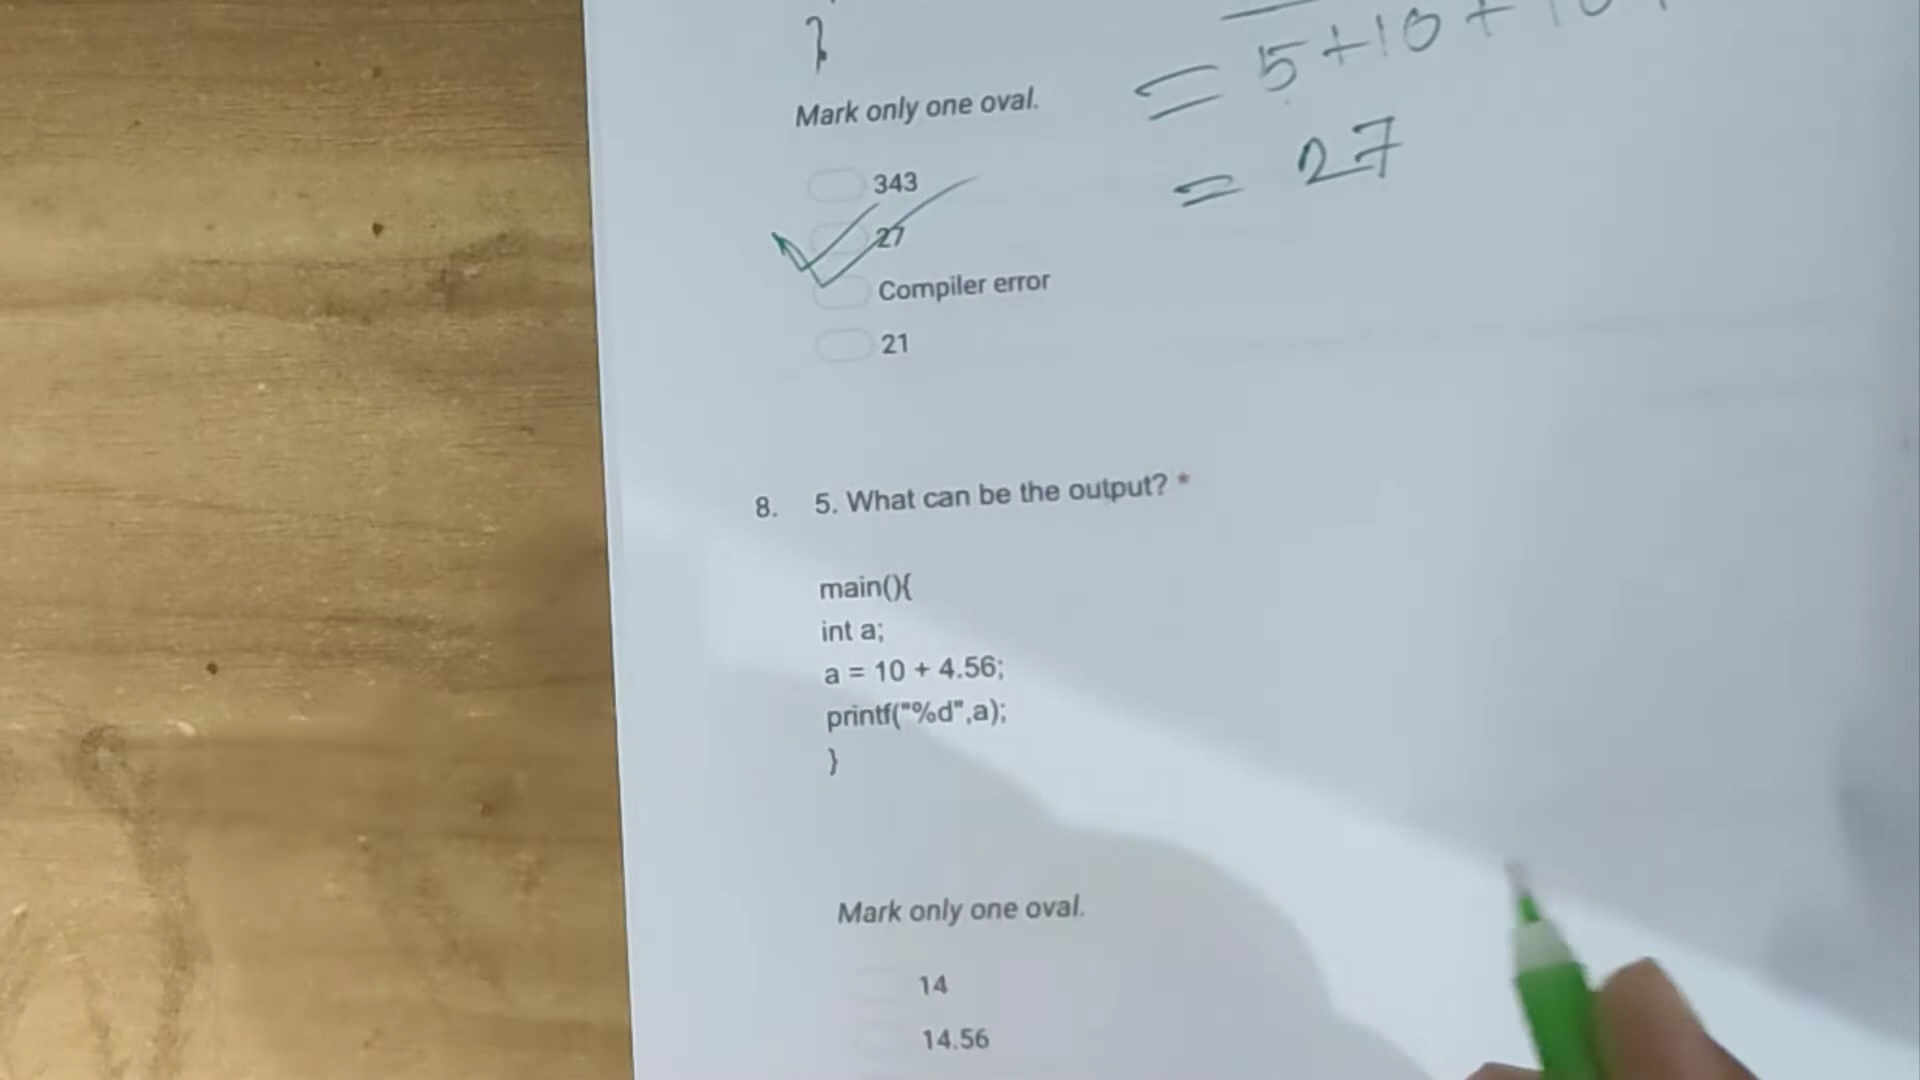 }
= 5+10+10
Mark only one oval.
= 27
343
27
Compiler error
21
8. 5. What can be the output? *
main(){
int a;
a = 10 + 4.56;
printf("%d",a);
}
Mark only one oval.
14
14.56